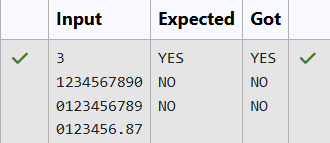 Input Expected Got
3 YES YES
1234567890 NO NO
0123456789 NO NO
0123456.87